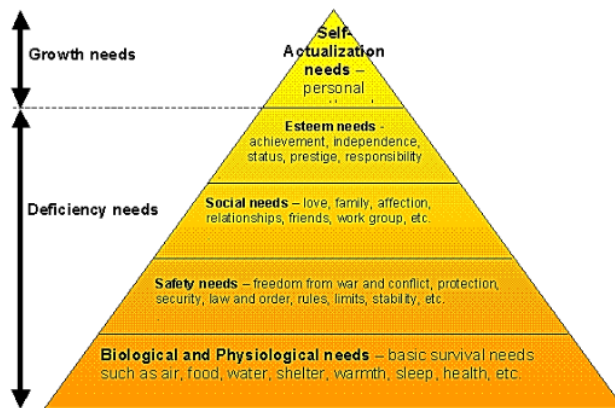 Growth needs
Self-
Actualization
needs –
personal
Esteem needs -
achievement, independence,
status, prestige, responsibility
Deficiency needs
Social needs – love, family, affection,
relationships, friends, work group, etc.
Safety needs – freedom from war and conflict, protection,
security, law and order, rules, limits, stability, etc.
Biological and Physiological needs – basic survival needs
such as air, food, water, shelter, warmth, sleep, health, etc.